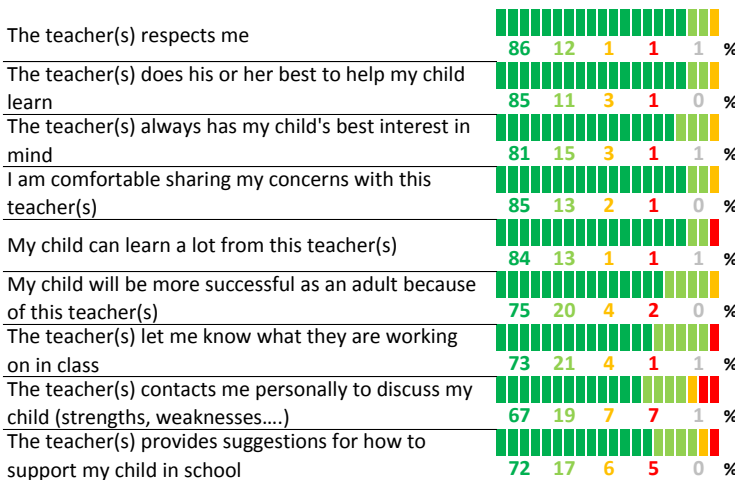 The teacher(s) respects me
86 12 1 1 1 %
The teacher(s) does his or her best to help my child
learn
85 11 3 1 0 %
The teacher(s) always has my child's best interest in
mind
81 15 3 1 1 %
I am comfortable sharing my concerns with this
teacher(s)
85 13 2 1 0 %
My child can learn a lot from this teacher(s)
84 13 1 1 1 %
My child will be more successful as an adult because
of this teacher(s)
75 20 4 2 0 %
The teacher(s) let me know what they are working
on in class
73 21 4 1 1 %
The teacher(s) contacts me personally to discuss my
child (strengths, weaknesses....)
67 19 7 7 1 %
The teacher(s) provides suggestions for how to
support my child in school
72 17 6 5 0 %